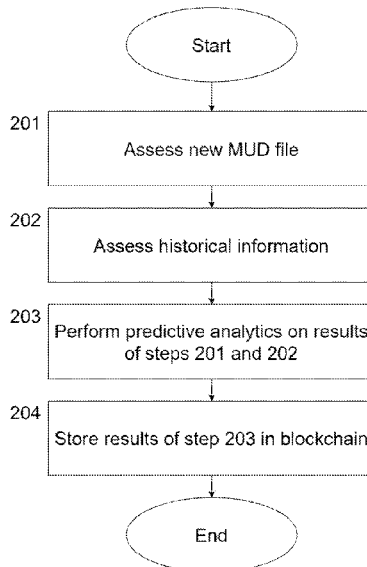 Start
201
Assess new MUD file
202
Assess historical information
203
Perform predictive analytics on results
of steps 201 and 202
204
Store results of step 203 in blockchain
End